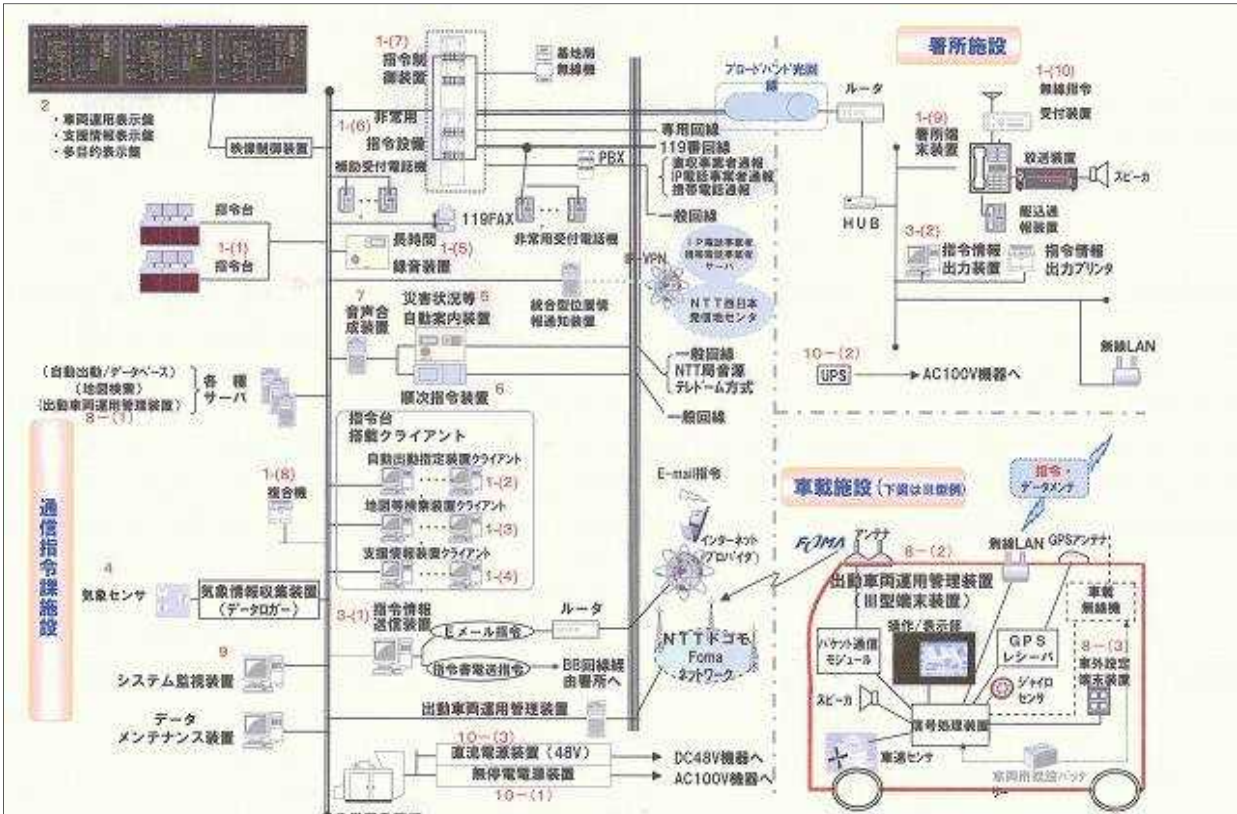 2
・車両運用表示盤
・支援情報表示盤
・多目的表示盤
映像制御装置
指令台
1-(1)
指令台
1-(7)
指令制
御装置
基地局
無線機
1-(6)
非常用
指令設備
補助受付電話機
専用回線
119番回線
直収事業者通報
IP電話事業者通報
携帯電話通報
PBX
一般回線
119FAX
非常用受付電話機
長時間
1-(5)
録音装置
統合型位置情
報通知装置
IP-VPN
IP電話事業者
携帯電話事業者
サーバ
NTT西日本
発信地センタ
7
音声合
成装置
災害状況等
5
自動案内装置
順次指令装置
6
一般回線
NTT局音源
テレドーム方式
一般回線
(自動出動/データベース)
(地図検索)
(出動車両運用管理装置)
8-(1)
各種
サーバ
通信指令課施設
指令台
搭載クライアント
自動出動指定装置クライアント
1-(2)
地図等検索装置クライアント
1-(3)
支援情報装置クライアント
1-(4)
1-(8)
複合機
4
気象センサ
気象情報収集装置
(データロガー)
3-(1)
指令情報
送信装置
Eメール指令
ルータ
指令書電送指令
BB回線経
由署所へ
9
システム監視装置
データ
メンテナンス装置
出動車両運用管理装置
10-(3)
直流電源装置(48V)
DC48V機器へ
無停電電源装置
AC100V機器へ
10-(1)
E-mail指令
インターネット
(プロバイダ)
NTTドコモ
Foma
ネットワーク
ブロードバンド光回
線
ルータ
HUB
署所施設
1-(10)
無線指令
受付装置
1-(9)
署所端
末装置
放送装置
スピーカ
駆込通
報装置
3-(2)
指令情報
出力装置
指令情報
出力プリンタ
無線LAN
10-(2)
UPS
AC100V機器へ
車載施設(下図はⅢ型例)
指令・
データメンテ
FOMA
アンテナ
8-(2)
無線LAN
GPSアンテナ
出動車両運用管理装置
(Ⅲ型端末装置)
操作/表示部
車載
無線機
パケット通信
モジュール
GPS
レシーバ
8-(3)
車外設定
端末装置
ジャイロ
センサ
スピーカ
信号処理装置
車速センサ